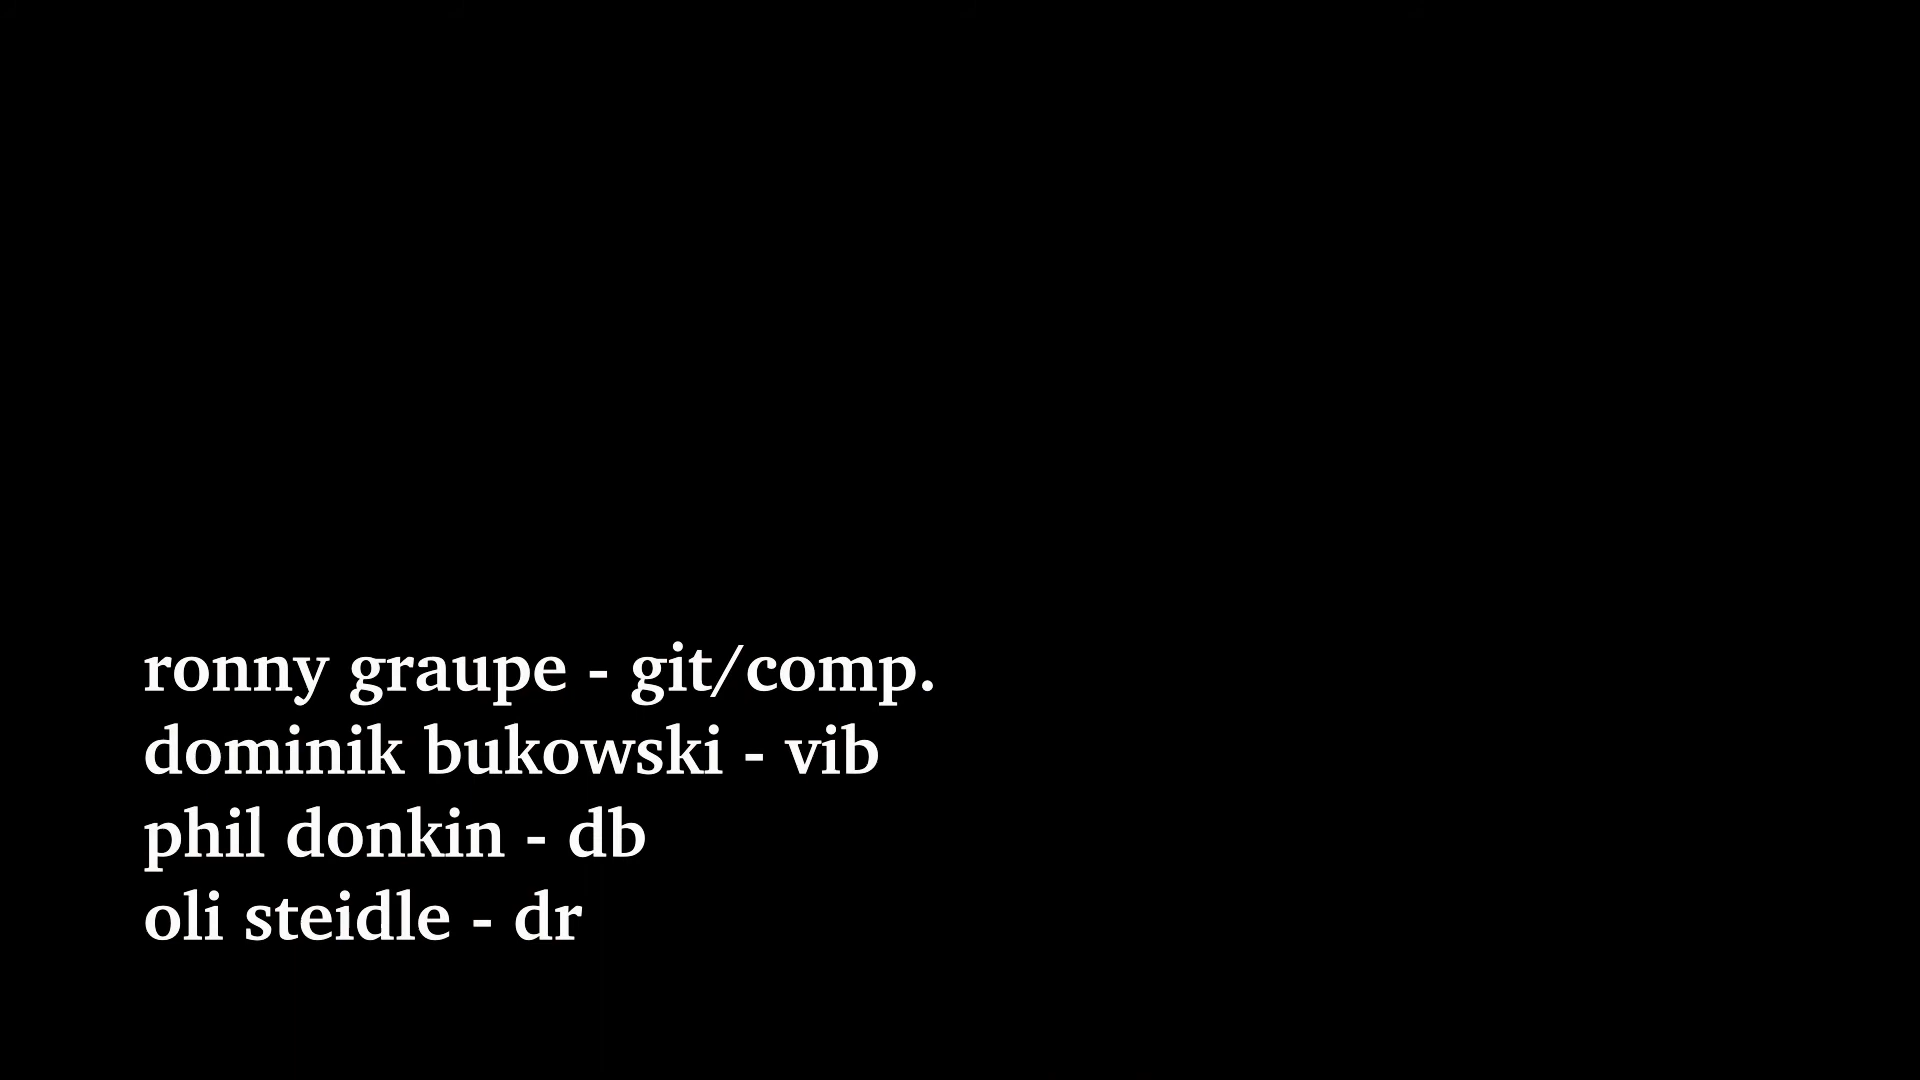 ronny graupe - git/comp.
dominik bukowski - vib
phil donkin - db
oli steidle - dr